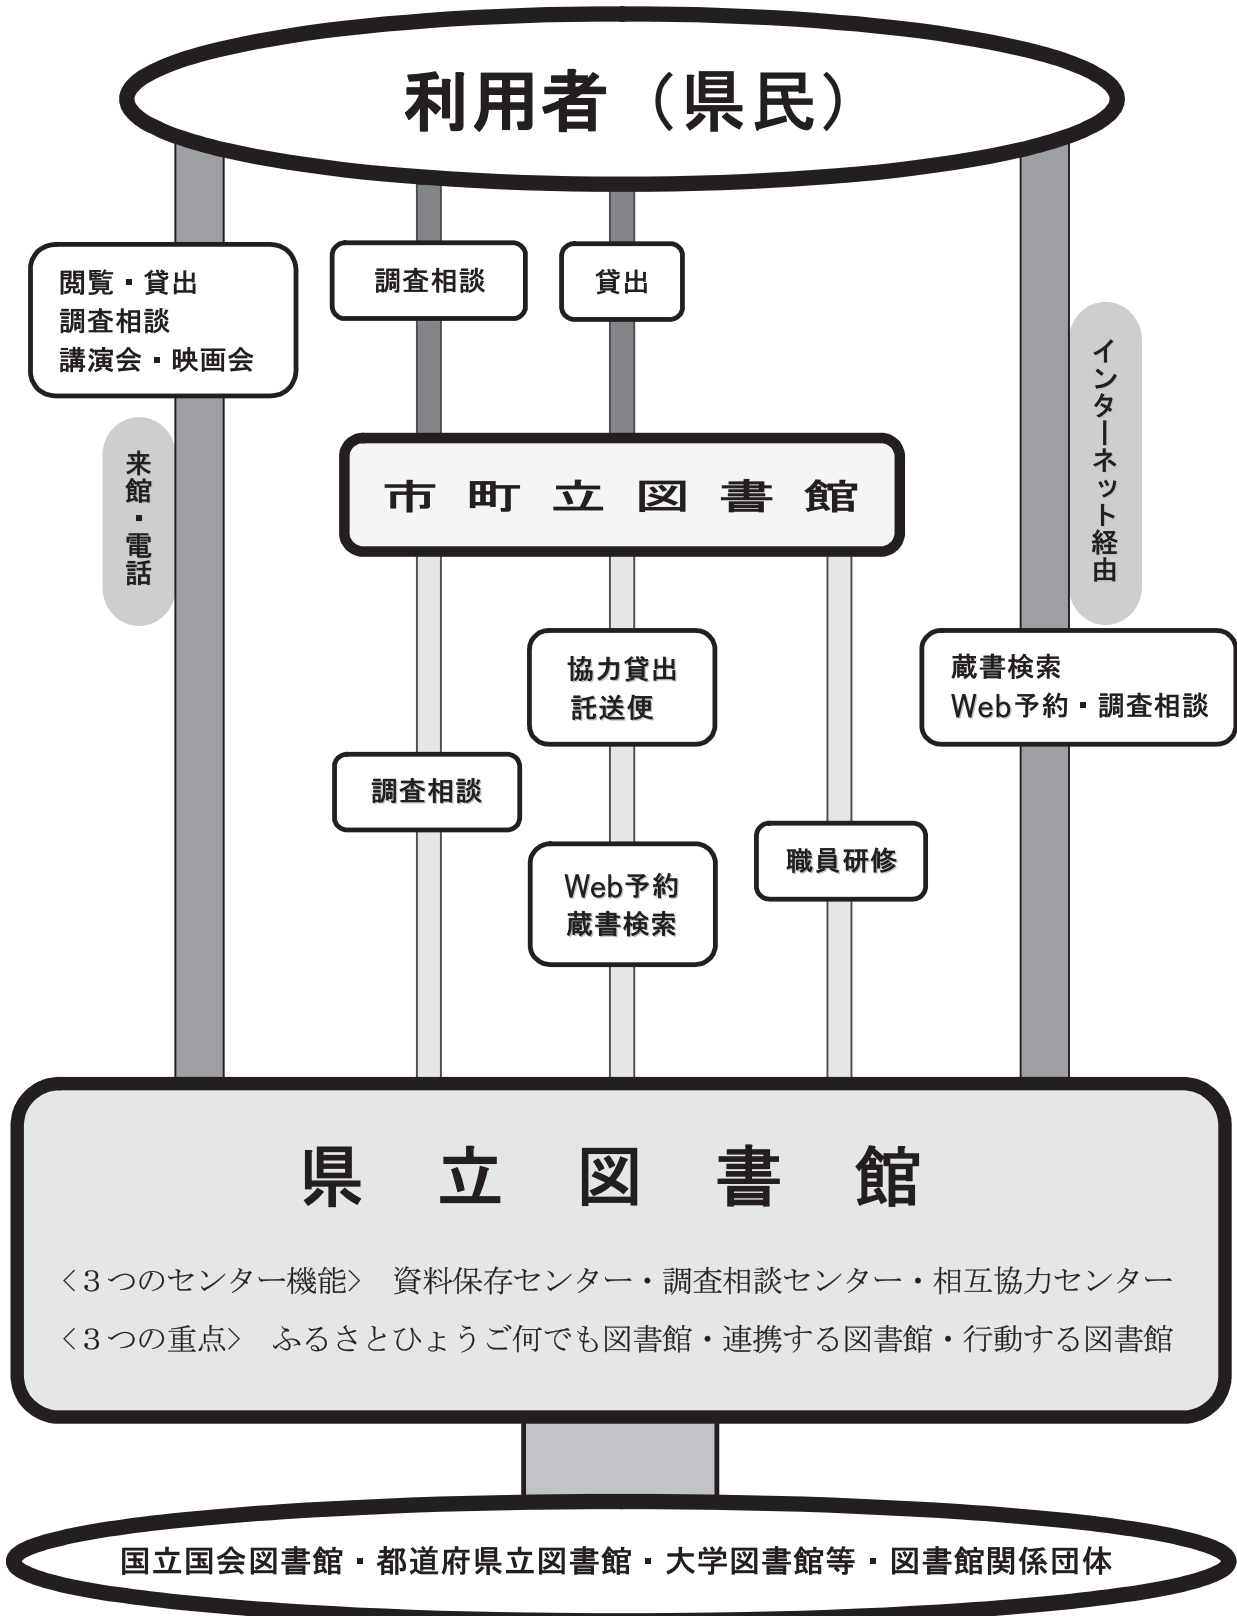 利用者（県民）
閲覧・貸出
調査相談
講演会・映画会
調査相談
貸出
来館・電話
インターネット経由
市町立図書館
協力貸出
託送便
蔵書検索
Web予約・調査相談
調査相談
Web予約
蔵書検索
職員研修
県立図書館
<３つのセンター機能>　資料保存センター・調査相談センター・相互協力センター
<３つの重点>　ふるさとひょうご何でも図書館・連携する図書館・行動する図書館
国立国会図書館・都道府県立図書館・大学図書館等・図書館関係団体